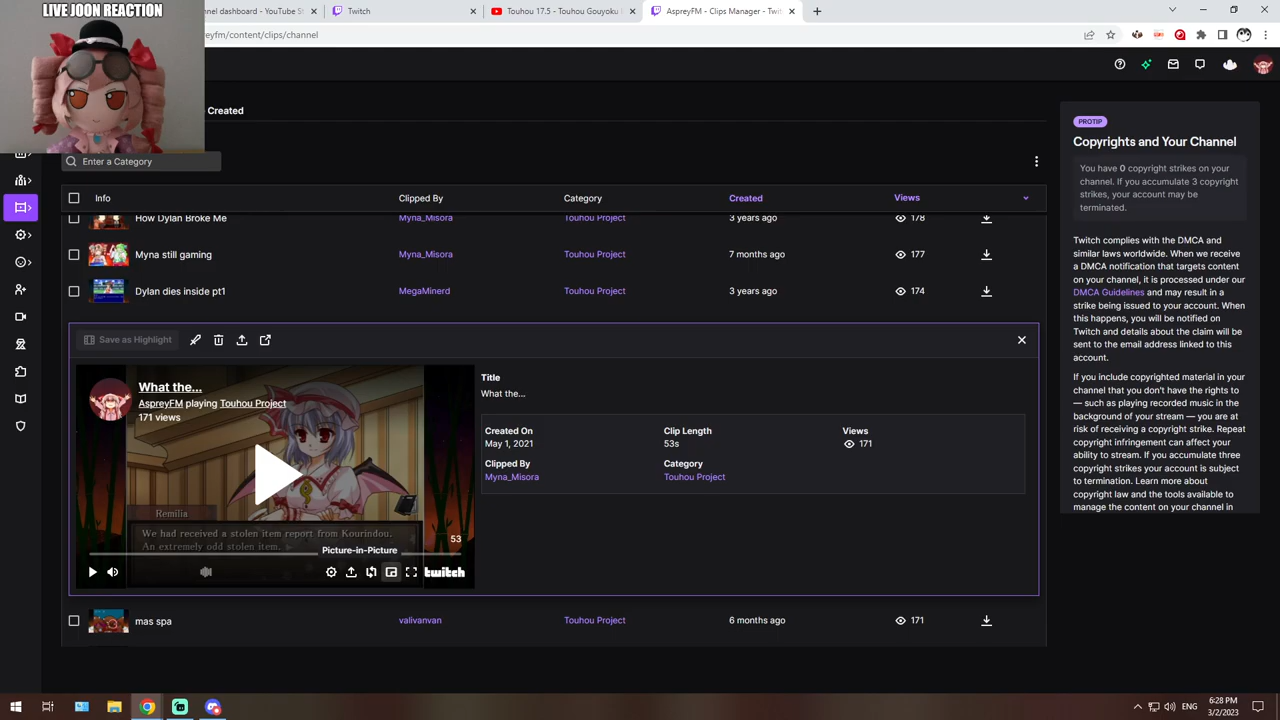 LIVE JOON REACTION
nnel dashboard - YouTube St
Twitch
Touhou 17.5 - Touhou Gouyoku
AspreyFM - Clips Manager - Twit
preyfm/content/clips/channel
Created
Enter a Category
Info
Clipped By
Category
Created
Views
How Dylan Broke Me
Myna_Misora
Touhou Project
3 years ago
178
Myna still gaming
Myna_Misora
Touhou Project
7 months ago
177
Dylan dies inside pt1
MegaMinerd
Touhou Project
3 years ago
174
Save as Highlight
What the...
AspreyFM playing Touhou Project
171 views
Remilia
We had received a stolen item report from Kourindou.
An extremely odd stolen item.
53
Picture-in-Picture
twitch
Title
What the...
Created On
May 1, 2021
Clip Length
53s
Views
171
Clipped By
Myna_Misora
Category
Touhou Project
mas spa
valivanvan
Touhou Project
6 months ago
171
PROTIP
Copyrights and Your Channel
You have 0 copyright strikes on
your channel. If you accumulate 3 copyright
strikes, your account may be
terminated.
Twitch complies with the DMCA and
similar laws worldwide. When we receive
a DMCA notification that targets content
on your channel, it is processed under our
DMCA Guidelines and may result in a
strike being issued to your account. When
this happens, you will be notified on
Twitch and details about the claim will be
sent to the email address linked to this
account.
If you include copyrighted material in your
channel that you don't have the rights to
— such as playing recorded music in the
background of your stream — you are at
risk of receiving a copyright strike. Repeat
copyright infringement can affect your
ability to stream. If you accumulate three
copyright strikes your account is subject
to termination. Learn more about
copyright law and the tools available to
manage the content on your channel in
ENG
6:28 PM
3/2/2023